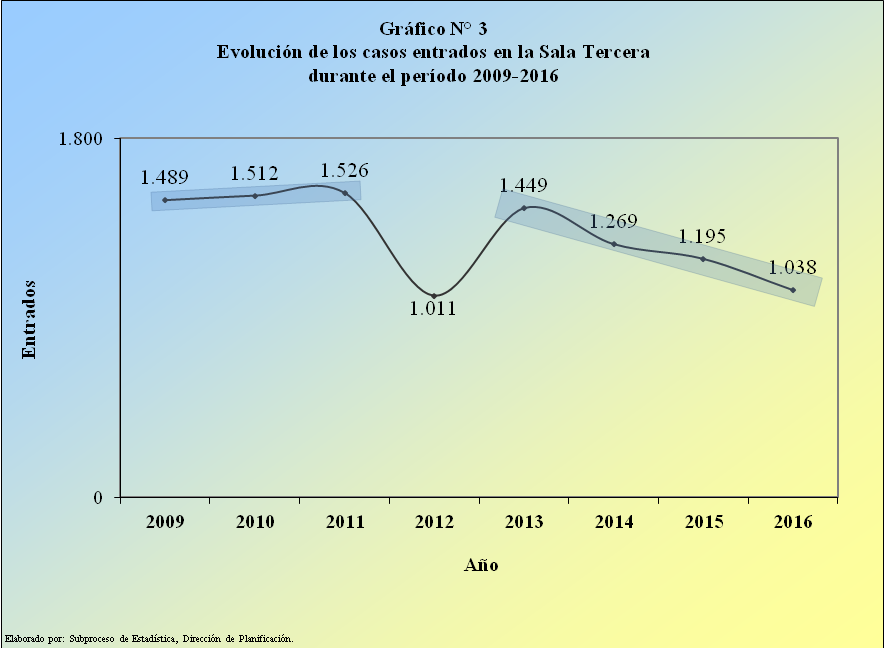 Gráfico N° 3
Evolución de los casos entrados en la Sala Tercera
durante el período 2009-2016
1.800
1.489
1.512
1.526
1.011
1.449
1.269
1.195
1.038
Entrados
0
2009 2010 2011 2012 2013 2014 2015 2016
Año
Elaborado por: Subproceso de Estadística, Dirección de Planificación.